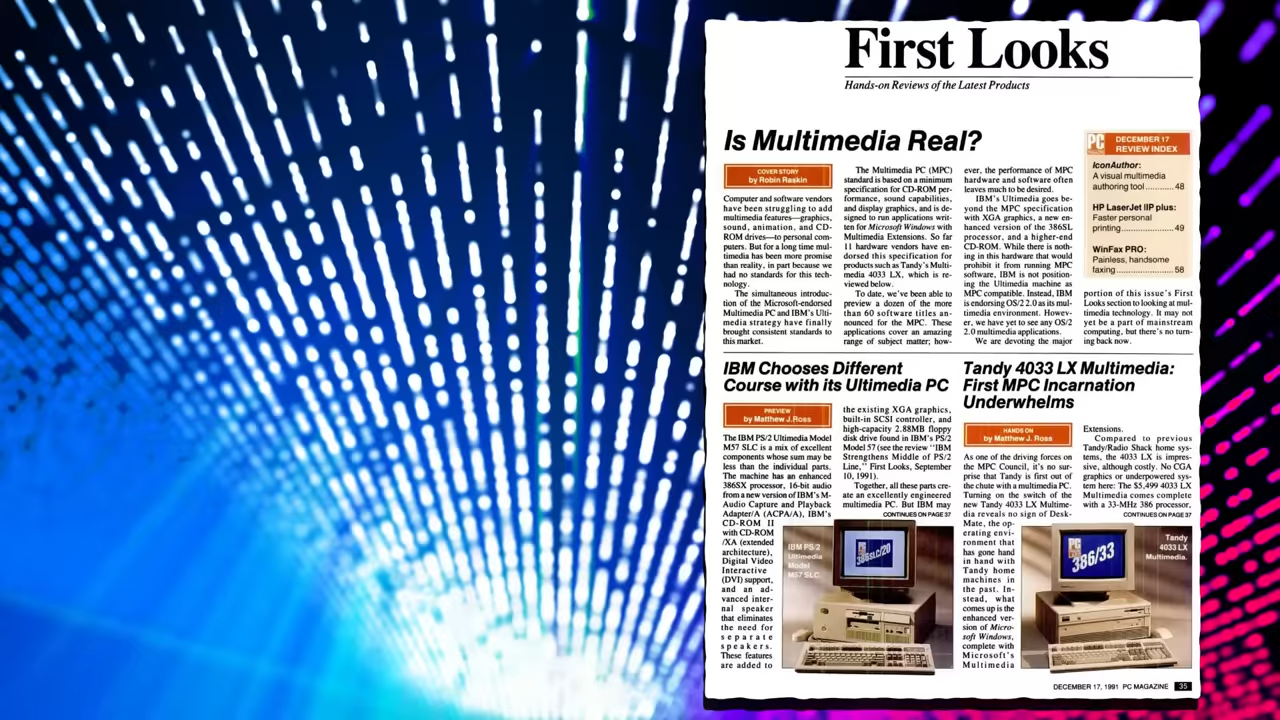 First Looks
Hands-on Reviews of the Latest Products
Is Multimedia Real?
COVER STORY
by Robin Raskin
Computer and software vendors
have been struggling to add
multimedia features—graphics,
sound, animation, and CD-
ROM drives—to personal com-
puters. But for a long time mul-
timedia has been more promise
than reality, in part because we
had no standards for this tech-
nology.
The simultaneous introduc-
tion of the Microsoft-endorsed
Multimedia PC and IBM's Ulti-
media strategy have finally
brought consistent standards to
this market.
The Multimedia PC (MPC)
standard is based on a minimum
specification for CD-ROM per-
formance, sound capabilities,
and display graphics, and is de-
signed to run applications writ-
ten for Microsoft Windows with
Multimedia Extensions. So far
11 hardware vendors have en-
dorsed this specification for
products such as Tandy's Multi-
media 4033 LX, which is re-
viewed below.
To date, we've been able to
preview a dozen of the more
than 60 software titles an-
nounced for the MPC. These
applications cover an amazing
range of subject matter; how-
ever, the performance of MPC
hardware and software often
leaves much to be desired.
IBM's Ultimedia goes be-
yond the MPC specification
with XGA graphics, a new en-
hanced version of the 386SL
processor, and a higher-end
CD-ROM. While there is noth-
ing in this hardware that would
prohibit it from running MPC
software, IBM is not position-
ing the Ultimedia machine as
MPC compatible. Instead, IBM
is endorsing OS/2 2.0 as its mul-
timedia environment. Howev-
er, we have yet to see any OS/2
2.0 multimedia applications.
We are devoting the major
portion of this issue's First
Looks section to looking at mul-
timedia technology. It may not
yet be a part of mainstream
computing, but there's no turn-
ing back now.
PC
DECEMBER 17
REVIEW INDEX
IconAuthor:
A visual multimedia
authoring tool ............ 48
HP LaserJet IIP plus:
Faster personal
printing ........................ 49
WinFax PRO:
Painless, handsome
faxing ........................... 58
IBM Chooses Different
Course with its Ultimedia PC
PREVIEW
by Matthew J. Ross
The IBM PS/2 Ultimedia Model
M57 SLC is a mix of excellent
components whose sum may be
less than the individual parts.
The machine has an enhanced
386SX processor, 16-bit audio
from a new version of IBM's M-
Audio Capture and Playback
Adapter/A (ACPA/A), IBM's
CD-ROM II
with CD-ROM
/XA (extended
architecture),
Digital Video
Interactive
(DVI) support,
and an ad-
vanced inter-
nal speaker
that eliminates
the need for
separate
speakers.
These features
are added to
the existing XGA graphics,
built-in SCSI controller, and
high-capacity 2.88MB floppy
disk drive found in IBM's PS/2
Model 57 (see the review "IBM
Strengthens Middle of PS/2
Line," First Looks, September
10, 1991).
Together, all these parts cre-
ate an excellently engineered
multimedia PC. But IBM may
CONTINUES ON PAGE 37
IBM PS/2
Ultimedia
Model
M57 SLC.
386SLC/20
Tandy 4033 LX Multimedia:
First MPC Incarnation
Underwhelms
HANDS ON
by Matthew J. Ross
As one of the driving forces on
the MPC Council, it's no sur-
prise that Tandy is first out of
the chute with a multimedia PC.
Turning on the switch of the
new Tandy 4033 LX Multime-
dia reveals no sign of Desk-
Mate, the op-
erating envi-
ronment that
has gone hand
in hand with
Tandy home
machines in
the past. In-
stead, what
comes up is the
enhanced ver-
sion of Micro-
soft Windows,
complete with
Microsoft's
Multimedia
Extensions.
Compared to previous
Tandy/Radio Shack home sys-
tems, the 4033 LX is impres-
sive, although costly. No CGA
graphics or underpowered sys-
tem here: The $5,499 4033 LX
Multimedia comes complete
with a 33-MHz 386 processor,
CONTINUES ON PAGE 37
PC
386/33
Tandy
4033 LX
Multimedia.
DECEMBER 17, 1991 PC MAGAZINE 35